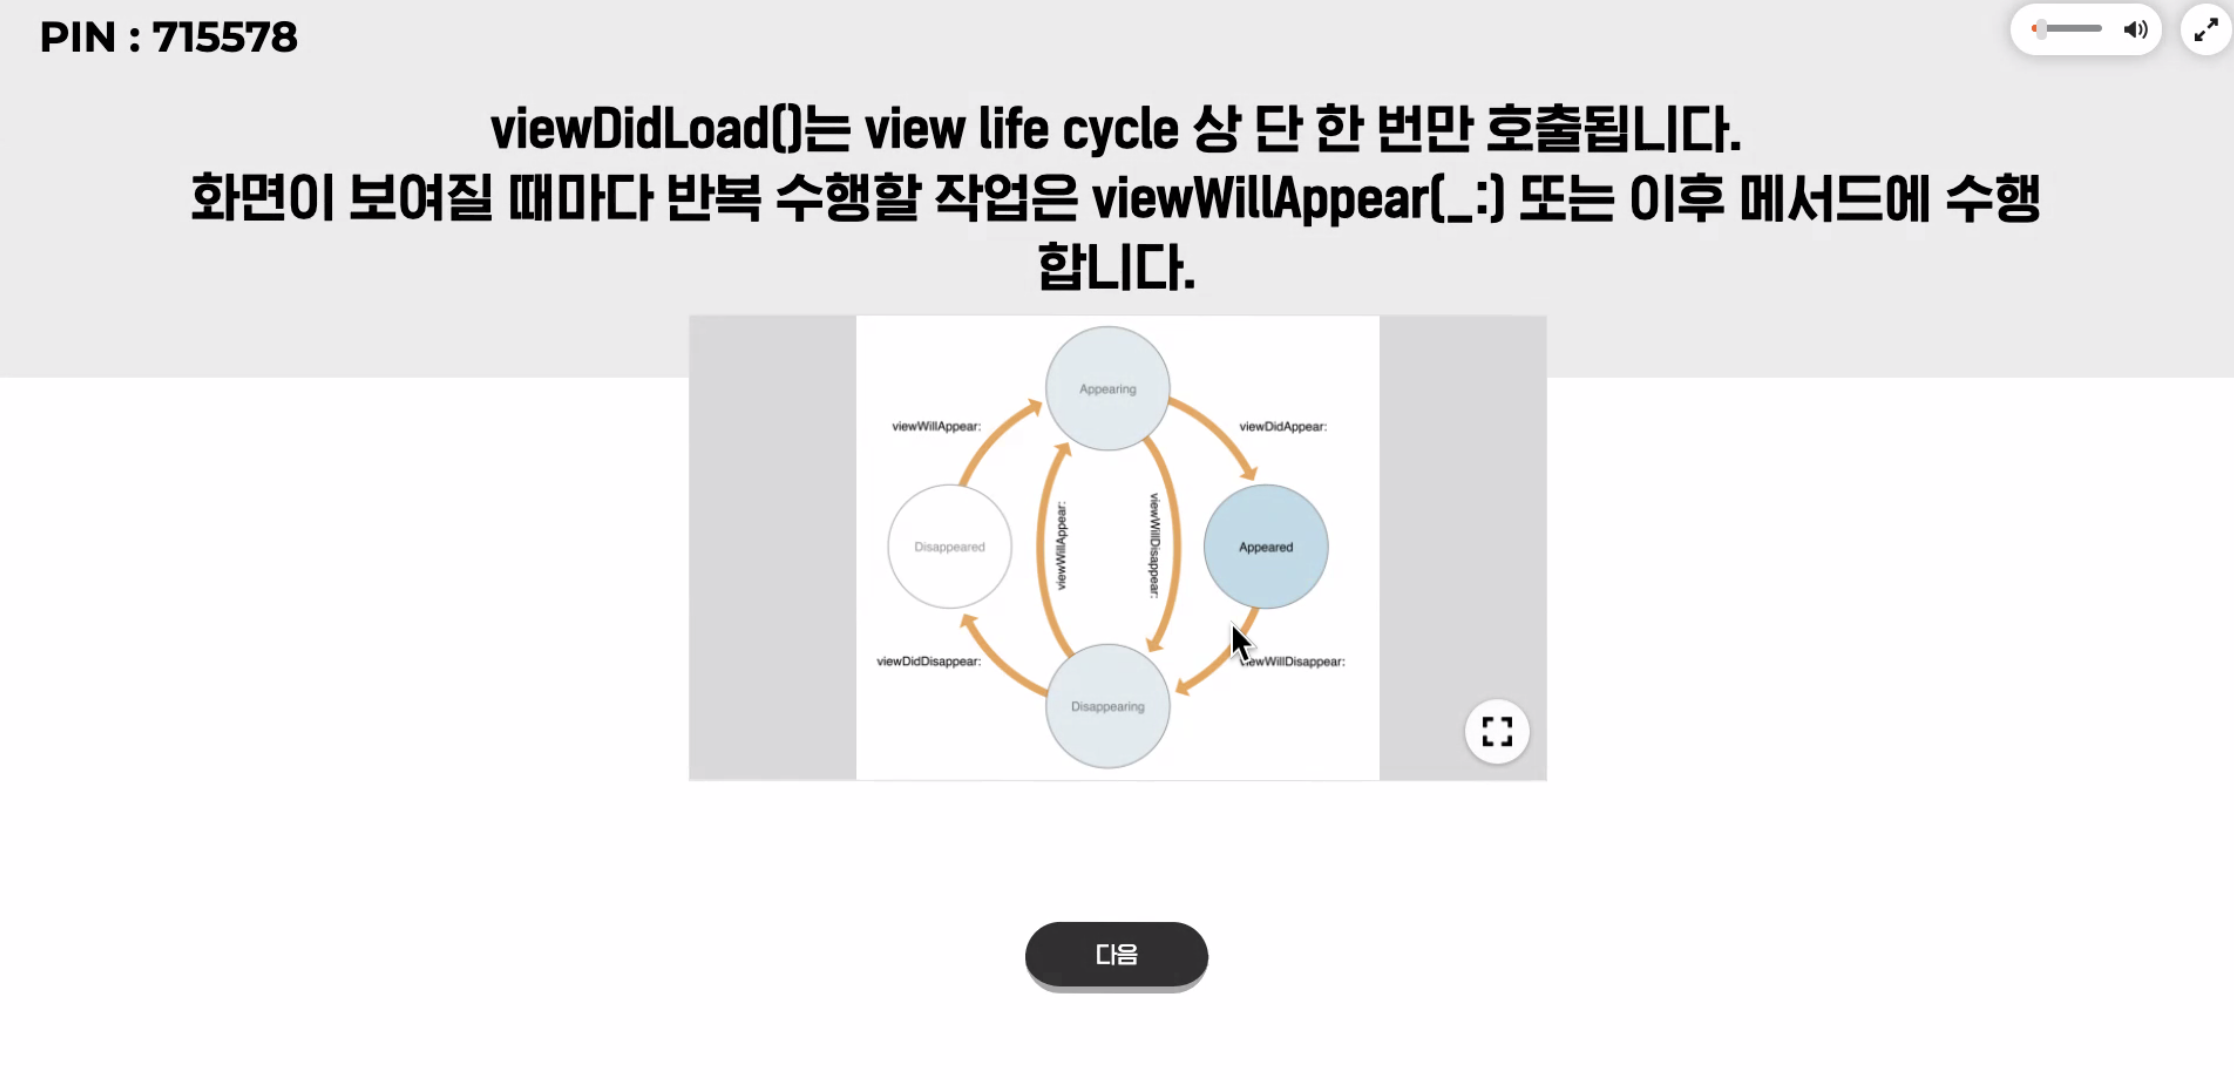 PIN : 715578
viewDidLoad()는 view life cycle 상 단 한 번만 호출됩니다.
화면이 보여질 때마다 반복 수행할 작업은 viewWillAppear(_:) 또는 이후 메서드에 수행
합니다.
Appearing
viewWillAppear:
viewDidAppear:
viewWillAppear:
viewWillDisappear:
Disappeared
Appeared
viewDidDisappear:
viewWillDisappear:
Disappearing
다음